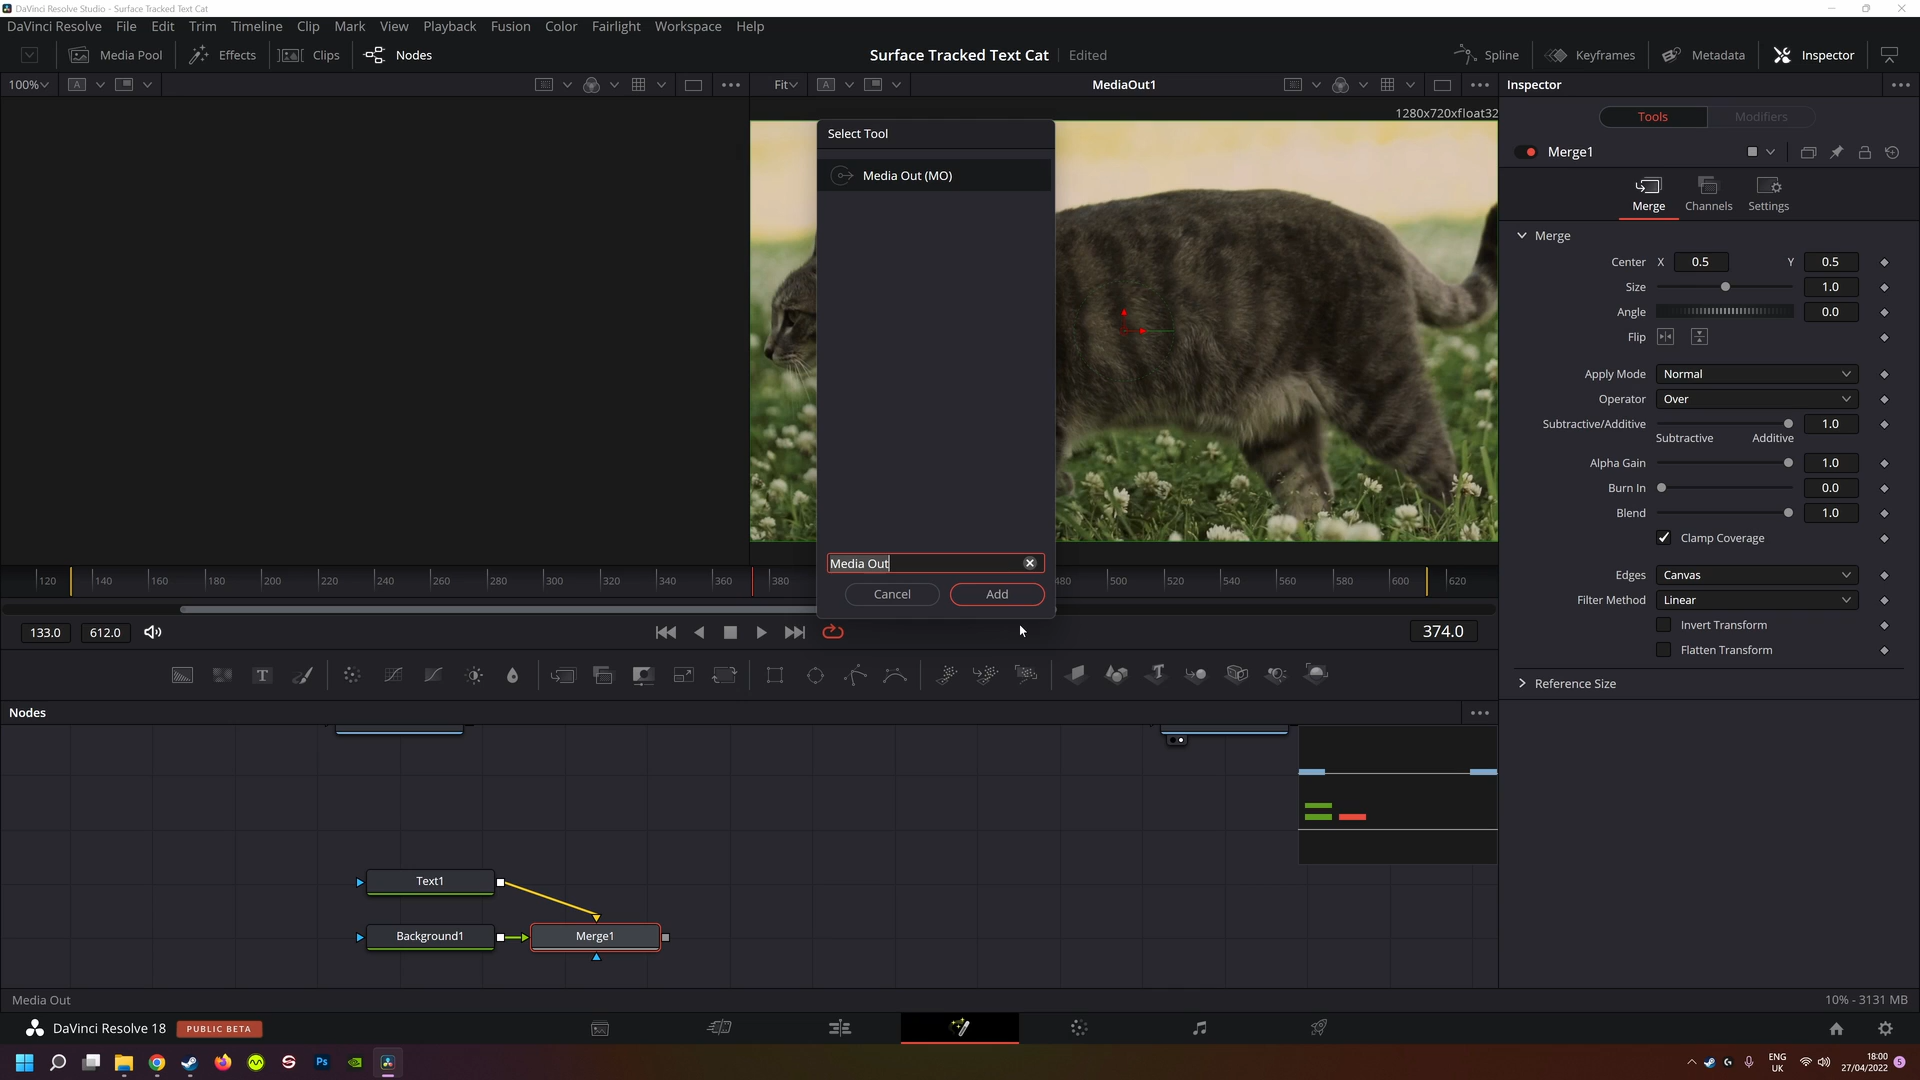 DaVinci Resolve Studio - Surface Tracked Text Cat
DaVinci Resolve File Edit Trim Timeline Clip Mark View Playback Fusion Color Fairlight Workspace Help
Media Pool Effects Clips Nodes Surface Tracked Text Cat Edited Spline Keyframes Metadata Inspector
100% A Fit A MediaOut1 Inspector
1280x720xfloat32
Tools Modifiers
Select Tool
Merge1
Media Out (MO)
Merge Channels Settings
Merge
Center X 0.5 Y 0.5
Size 1.0
Angle 0.0
Flip
Apply Mode Normal
Operator Over
Subtractive/Additive 1.0
Subtractive Additive
Alpha Gain 1.0
Burn In 0.0
Blend 1.0
Clamp Coverage
Edges Canvas
Filter Method Linear
Invert Transform
Flatten Transform
Reference Size
Media Out
Cancel Add
120 140 160 180 200 220 240 260 280 300 320 340 360 380 480 500 520 540 560 580 600 620
133.0 612.0 374.0
T T
Nodes
Text1
Background1 Merge1
Media Out 10% - 3131 MB
DaVinci Resolve 18 PUBLIC BETA
Ps
ENG
UK
18:00
27/04/2022
5